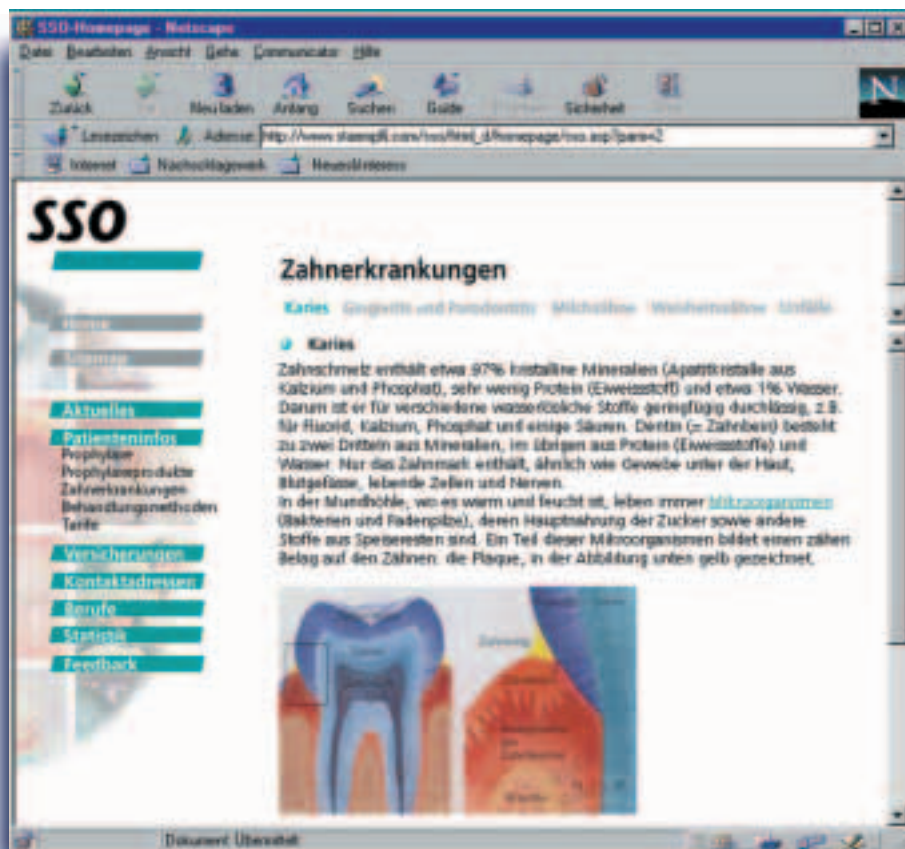 SSO-Homepage - Netscape
Datei Bearbeiten Ansicht Gehe Communicator Hilfe
Zurück Neu laden Anfang Suchen Guide Sicherheit
Lesezeichen Adresse
Internet Nachschlagewerk
SSO
Zahnerkrankungen
Karies Gingivitis und Parodontitis Milchzähne Weisheitszähne Unfälle
Home
Sitemap
Aktuelles
Patienteninfos
Prophylaxe
Prophylaxeprodukte
Zahnerkrankungen
Behandlungsmethoden
Tarife
Versicherungen
Kontaktadressen
Berufe
Statistik
Feedback
Karies
Zahnschmelz enthält etwa 97% kristalline Mineralien (Apatitkristalle aus
Kalzium und Phosphat), sehr wenig Protein (Eiweissstoff) und etwa 1% Wasser.
Darum ist er für verschiedene wasserlösliche Stoffe geringfügig durchlässig, z.B.
für Fluorid, Kalzium, Phosphat und einige Säuren. Dentin (= Zahnbein) besteht
zu zwei Dritteln aus Mineralien, im übrigen aus Protein (Eiweissstoffe) und
Wasser. Nur das Zahnmark enthält, ähnlich wie Gewebe unter der Haut,
Blutgefässe, lebende Zellen und Nerven.
In der Mundhöhle, wo es warm und feucht ist, leben immer Mikroorganismen
(Bakterien und Fadenpilze), deren Hauptnahrung der Zucker sowie andere
Stoffe aus Speiseresten sind. Ein Teil dieser Mikroorganismen bildet einen zähen
Belag auf den Zähnen: die Plaque, in der Abbildung unten gelb gezeichnet.
Dokument Übermittelt